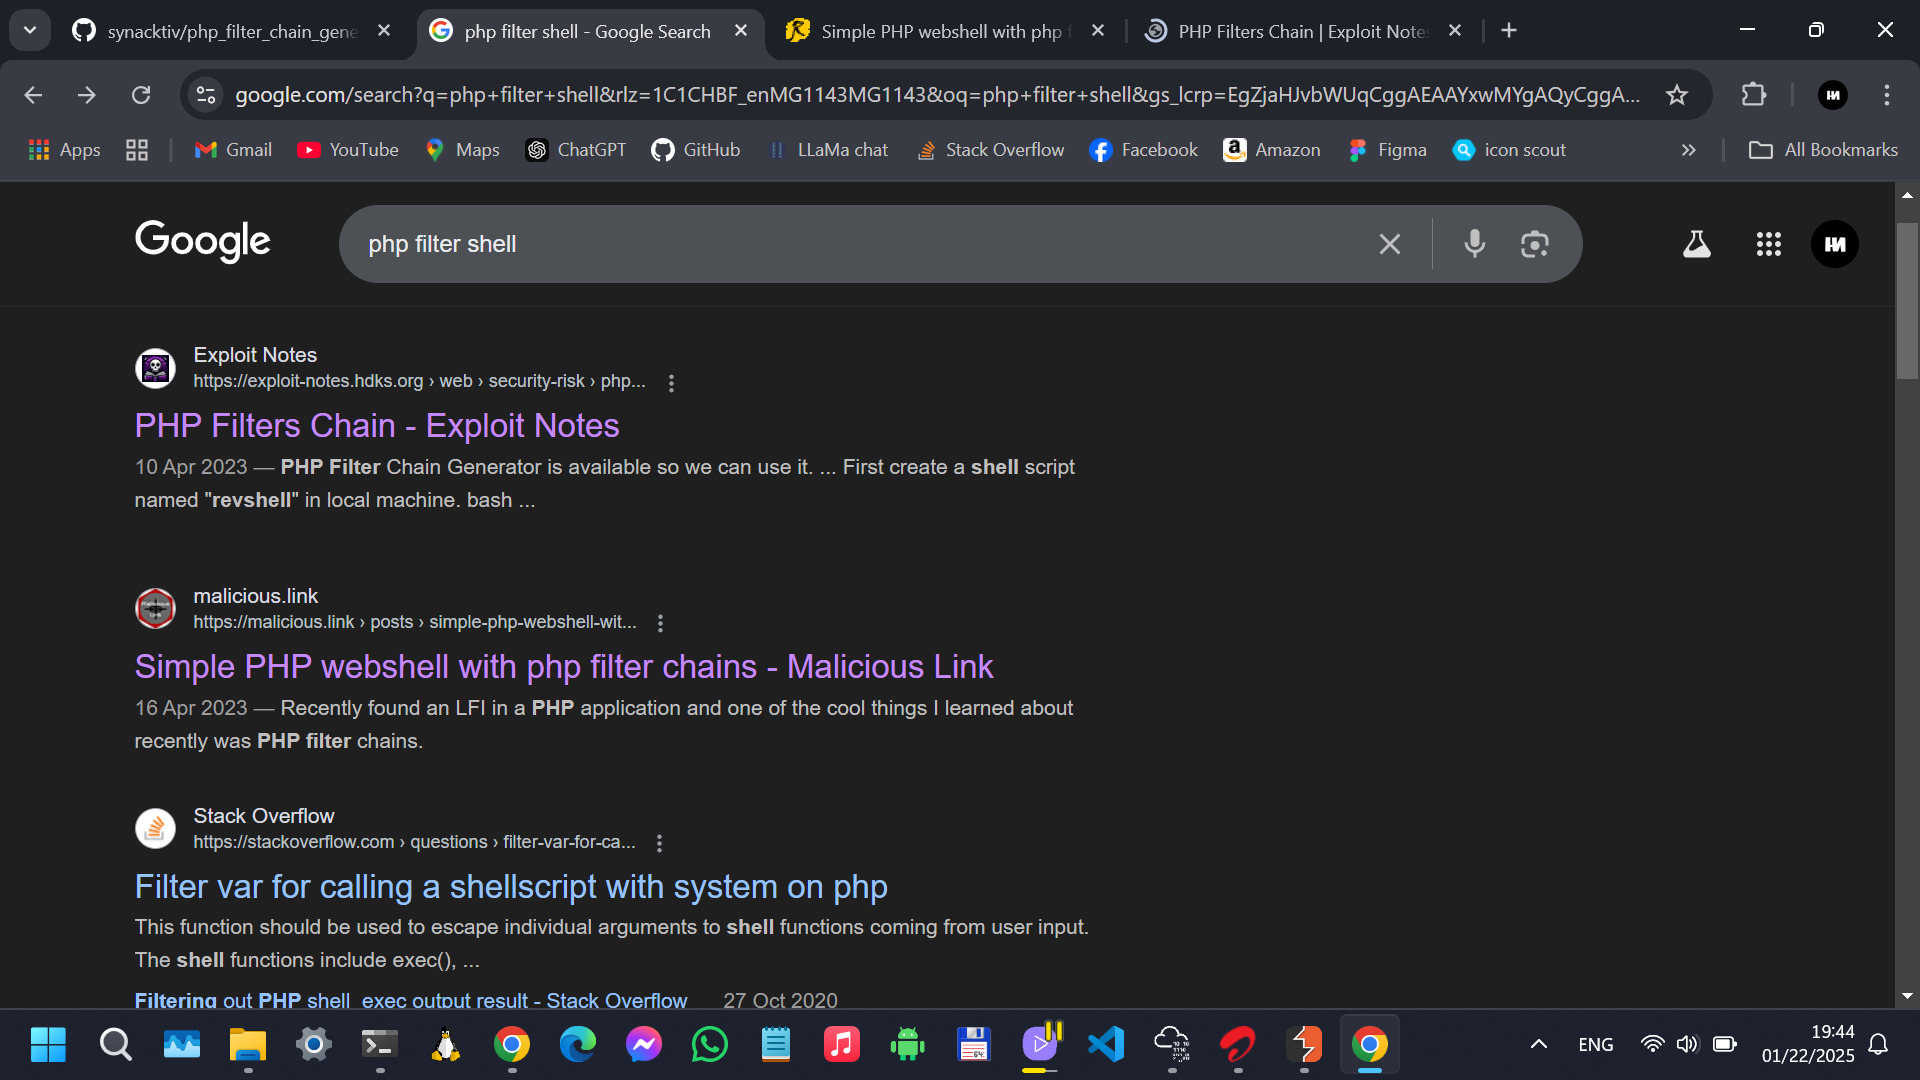 synacktiv/php_filter_chain_gene
php filter shell - Google Search
Simple PHP webshell with php f
PHP Filters Chain | Exploit Note
google.com/search?q=php+filter+shell&rlz=1C1CHBF_enMG1143MG1143&oq=php+filter+shell&gs_lcrp=EgZjaHJvbWUqCggAEAAYxwMYgAQyCggA...
Apps
Gmail
YouTube
Maps
ChatGPT
GitHub
LLaMa chat
Stack Overflow
Facebook
Amazon
Figma
icon scout
All Bookmarks
Google
php filter shell
Exploit Notes
https://exploit-notes.hdks.org › web › security-risk › php...
PHP Filters Chain - Exploit Notes
10 Apr 2023 — PHP Filter Chain Generator is available so we can use it. ... First create a shell script
named "revshell" in local machine. bash ...
malicious.link
https://malicious.link › posts › simple-php-webshell-wit...
Simple PHP webshell with php filter chains - Malicious Link
16 Apr 2023 — Recently found an LFI in a PHP application and one of the cool things I learned about
recently was PHP filter chains.
Stack Overflow
https://stackoverflow.com › questions › filter-var-for-ca...
Filter var for calling a shellscript with system on php
This function should be used to escape individual arguments to shell functions coming from user input.
The shell functions include exec(), ...
Filtering out PHP shell_exec output result - Stack Overflow 27 Oct 2020
ENG
19:44
01/22/2025